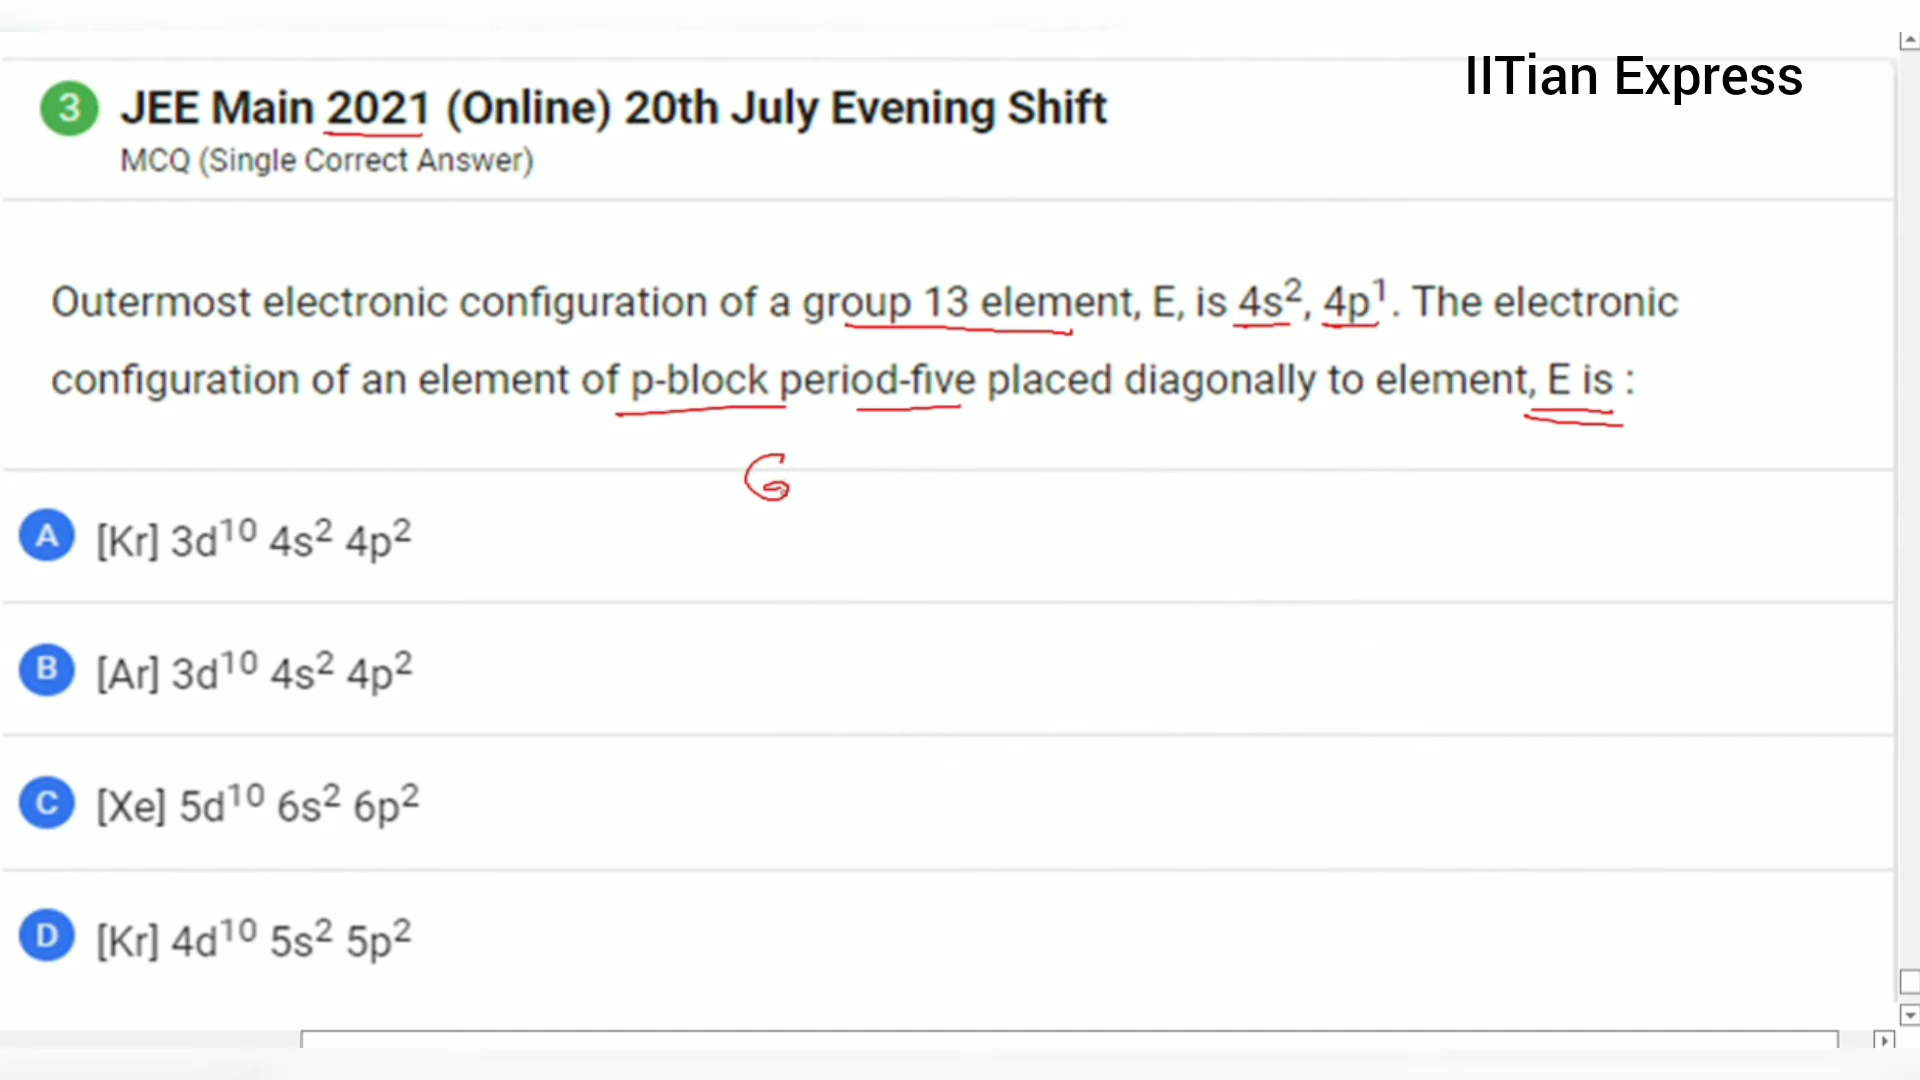 IITian Express
3 JEE Main 2021 (Online) 20th July Evening Shift
MCQ (Single Correct Answer)
Outermost electronic configuration of a group 13 element, E, is 4s², 4p¹. The electronic
configuration of an element of p-block period-five placed diagonally to element, E is :
G
A [Kr] 3d¹⁰ 4s² 4p²
B [Ar] 3d¹⁰ 4s² 4p²
C [Xe] 5d¹⁰ 6s² 6p²
D [Kr] 4d¹⁰ 5s² 5p²